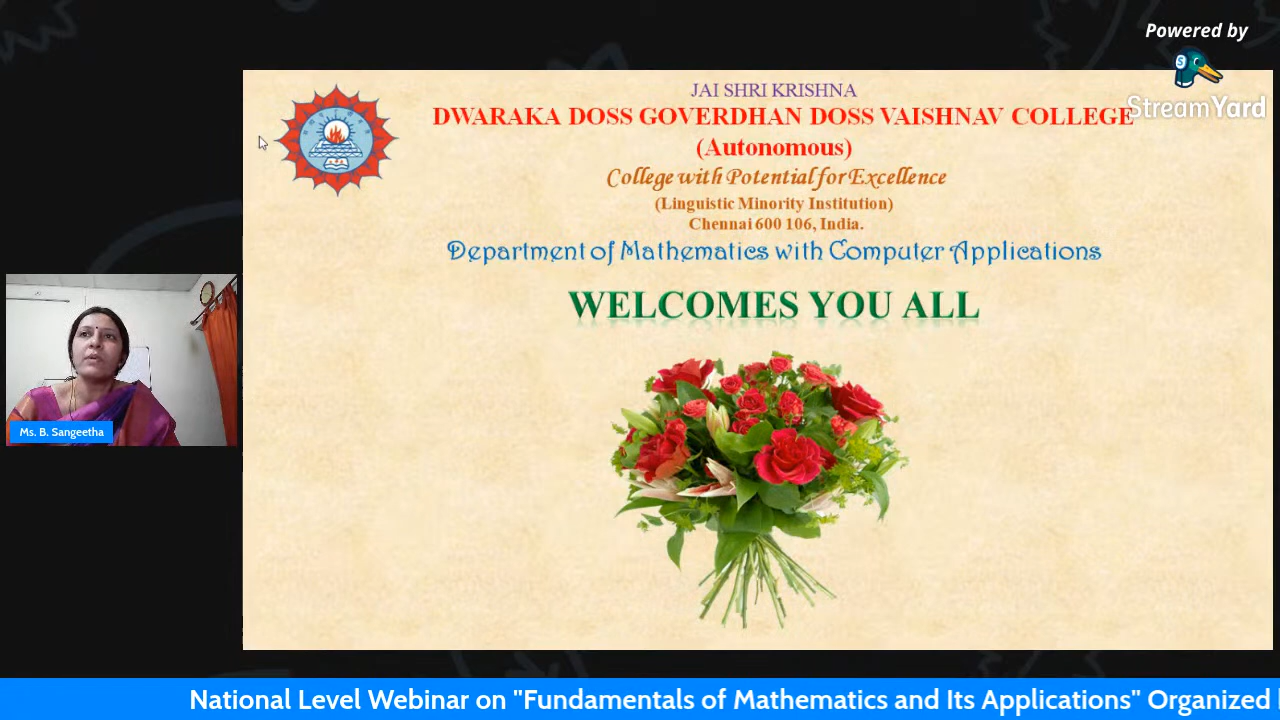 Powered by
StreamYard
JAI SHRI KRISHNA
DWARAKA DOSS GOVERDHAN DOSS VAISHNAV COLLEGE
(Autonomous)
College with Potential for Excellence
(Linguistic Minority Institution)
Chennai 600 106, India.
Department of Mathematics with Computer Applications
WELCOMES YOU ALL
Ms. B. Sangeetha
National Level Webinar on "Fundamentals of Mathematics and Its Applications" Organized